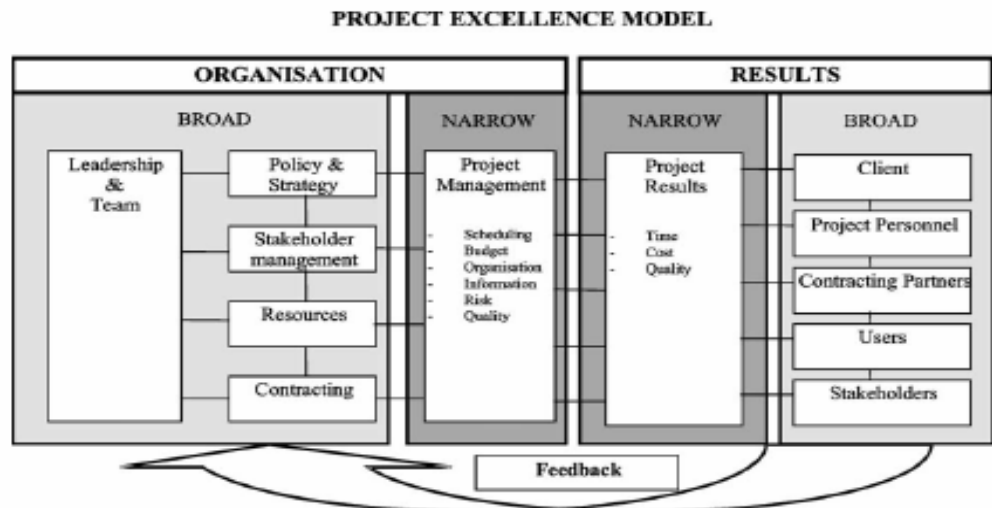 PROJECT EXCELLENCE MODEL
ORGANISATION
RESULTS
BROAD
NARROW
NARROW
BROAD
Leadership
&
Team
Policy &
Strategy
Stakeholder
management
Resources
Contracting
Project
Management
- Scheduling
- Budget
- Organisation
- Information
- Risk
- Quality
Project
Results
- Time
- Cost
- Quality
Client
Project Personnel
Contracting Partners
Users
Stakeholders
Feedback